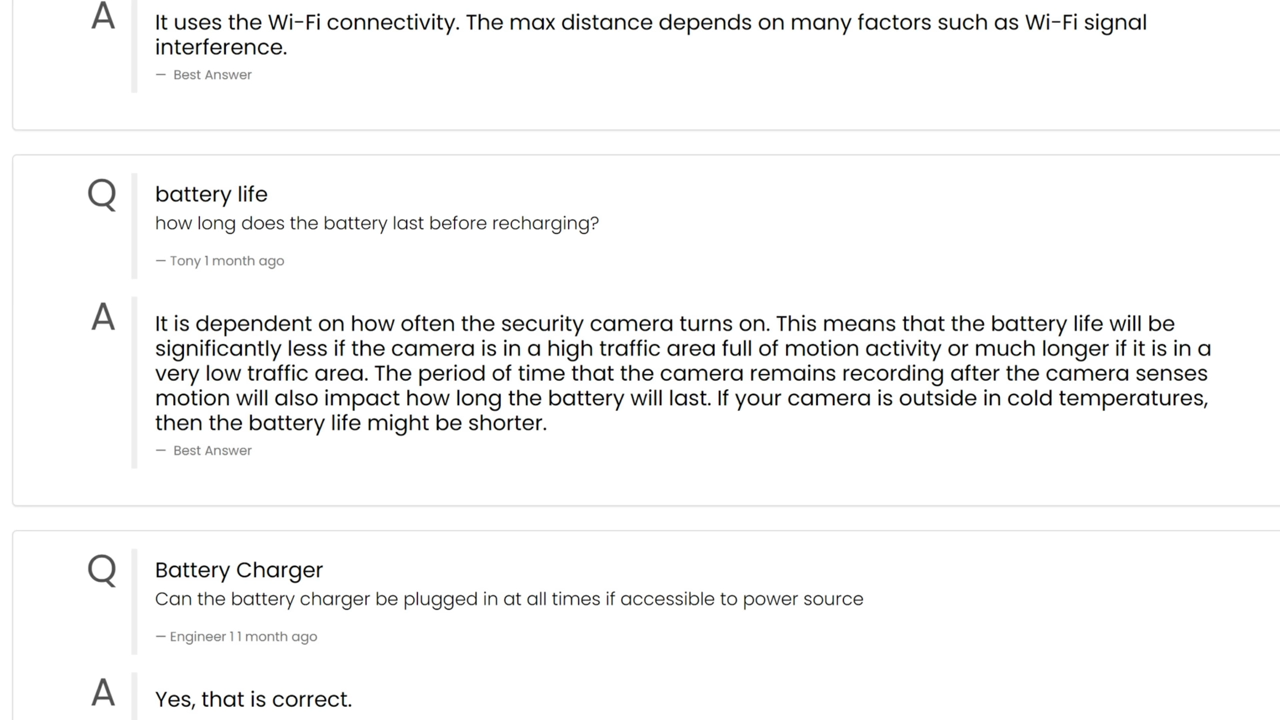 A
It uses the Wi-Fi connectivity. The max distance depends on many factors such as Wi-Fi signal
interference.
— Best Answer
Q
battery life
how long does the battery last before recharging?
— Tony 1 month ago
A
It is dependent on how often the security camera turns on. This means that the battery life will be
significantly less if the camera is in a high traffic area full of motion activity or much longer if it is in a
very low traffic area. The period of time that the camera remains recording after the camera senses
motion will also impact how long the battery will last. If your camera is outside in cold temperatures,
then the battery life might be shorter.
— Best Answer
Q
Battery Charger
Can the battery charger be plugged in at all times if accessible to power source
— Engineer 1 1 month ago
A
Yes, that is correct.